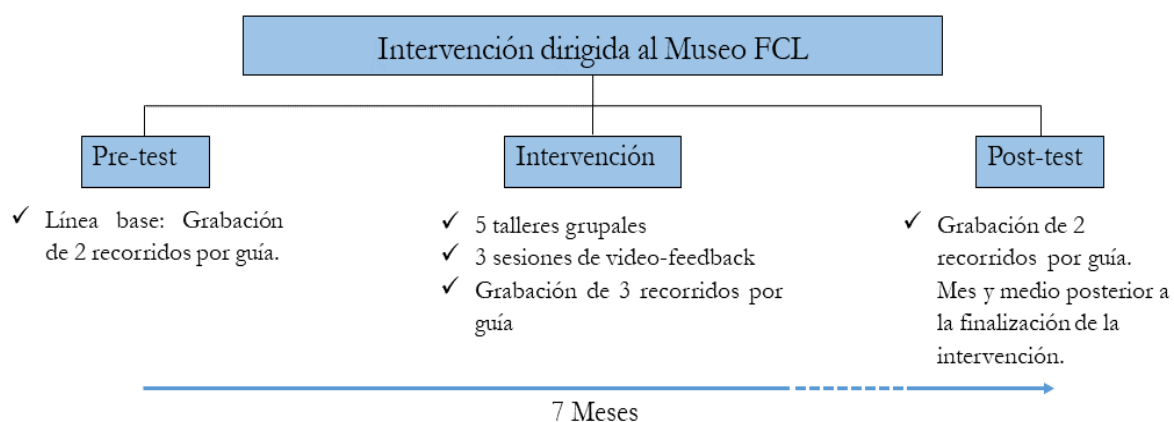 Intervención dirigida al Museo FCL
Pre-test
Intervención
Post-test
✓ Línea base: Grabación
de 2 recorridos por guía.
✓ 5 talleres grupales
✓ 3 sesiones de video-feedback
✓ Grabación de 3 recorridos por
guía
✓ Grabación de 2
recorridos por guía.
Mes y medio posterior a
la finalización de la
intervención.
7 Meses